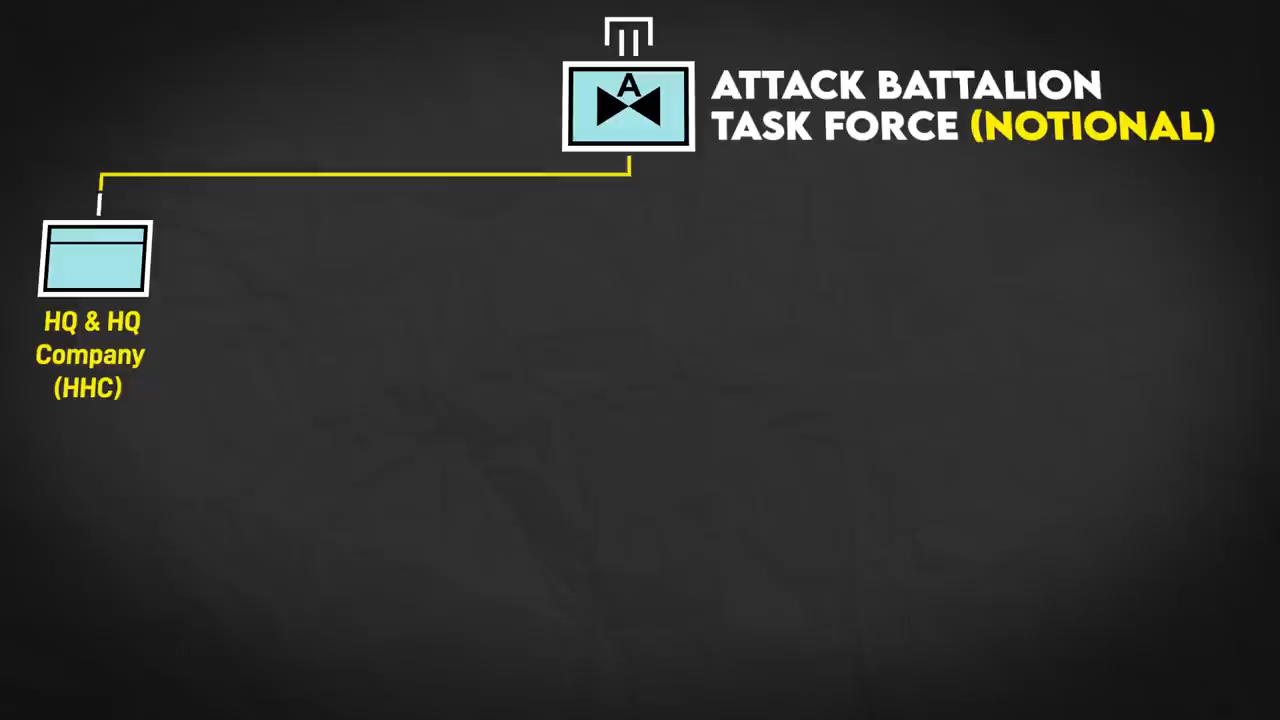 A
ATTACK BATTALION
TASK FORCE (NOTIONAL)
HQ & HQ
Company
(HHC)